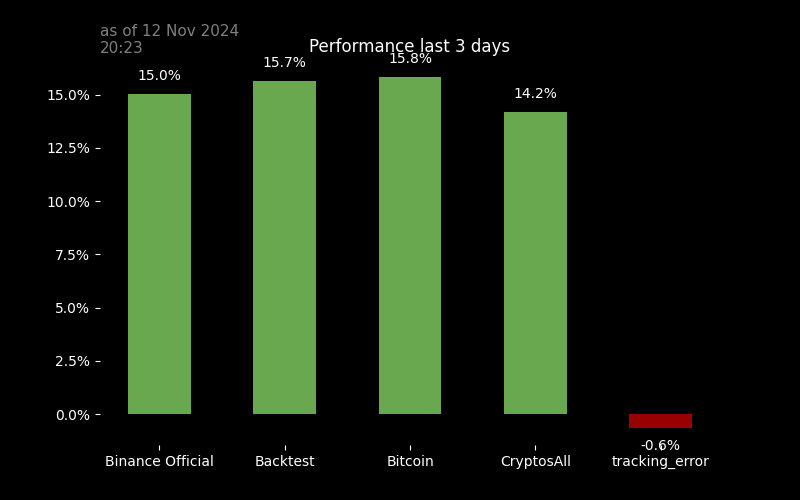 as of 12 Nov 2024
20:23
Performance last 3 days
15.0%
15.7%
15.8%
14.2%
-0.6%
15.0%
12.5%
10.0%
7.5%
5.0%
2.5%
0.0%
Binance Official
Backtest
Bitcoin
CryptosAll
tracking_error